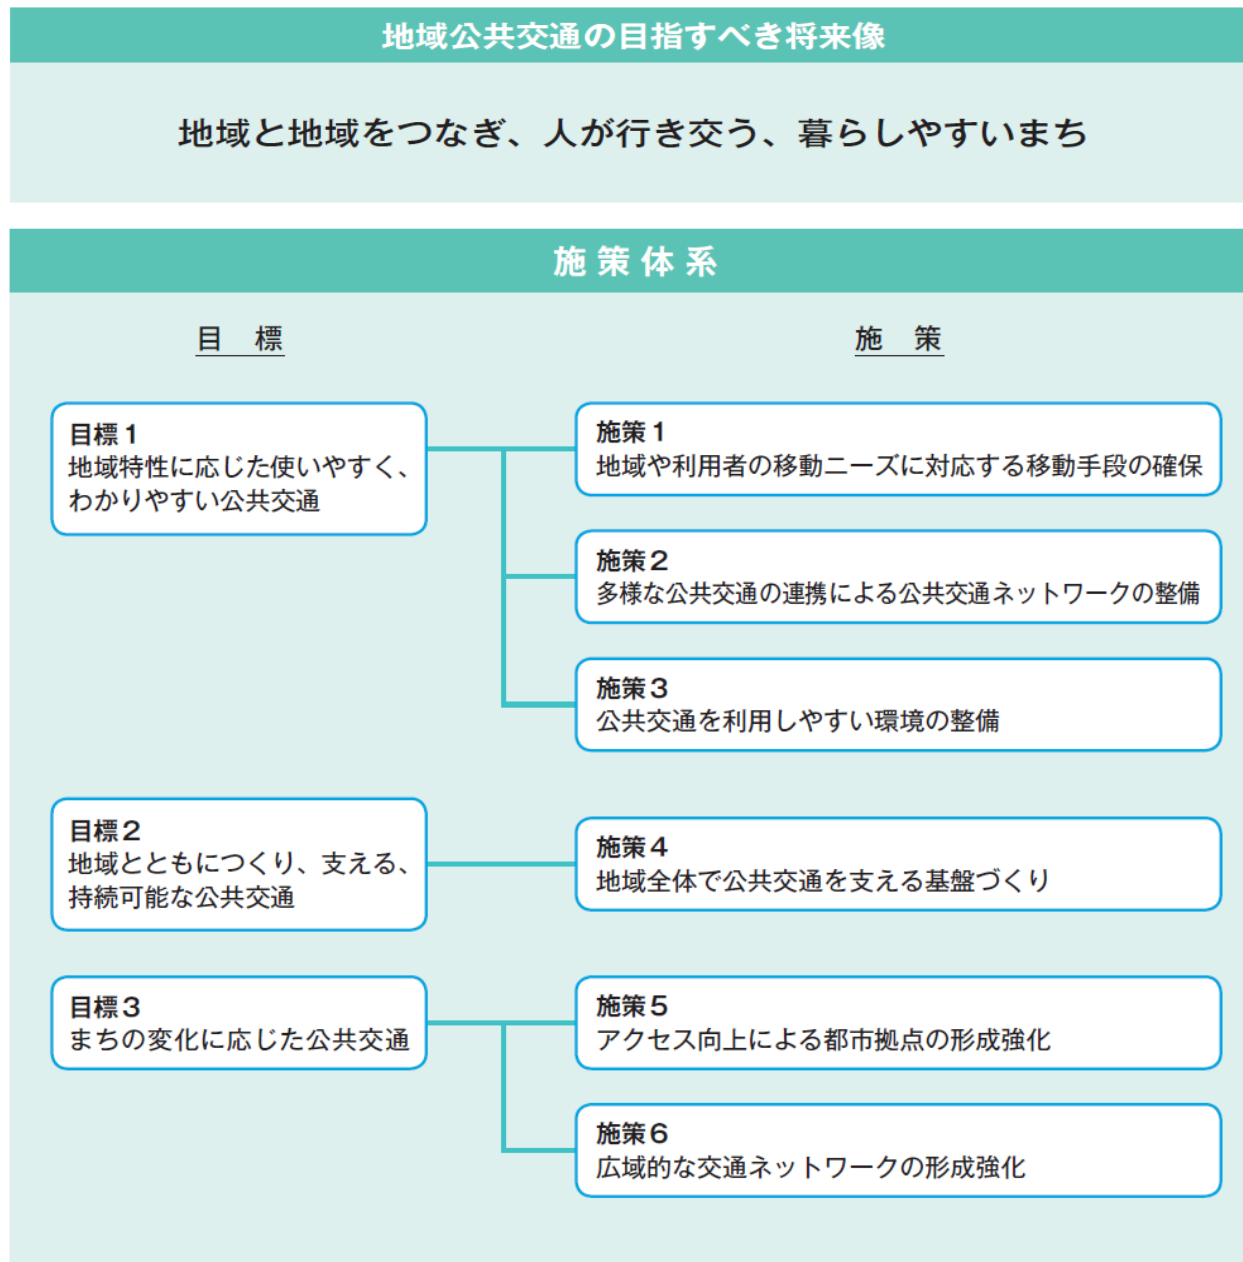 地域公共交通の目指すべき将来像
地域と地域をつなぎ、人が行き交う、暮らしやすいまち
施策体系
目 標
施 策
目標1
地域特性に応じた使いやすく、
わかりやすい公共交通
施策1
地域や利用者の移動ニーズに対応する移動手段の確保
施策2
多様な公共交通の連携による公共交通ネットワークの整備
施策3
公共交通を利用しやすい環境の整備
目標2
地域とともにつくり、支える、
持続可能な公共交通
施策4
地域全体で公共交通を支える基盤づくり
目標3
まちの変化に応じた公共交通
施策5
アクセス向上による都市拠点の形成強化
施策6
広域的な交通ネットワークの形成強化